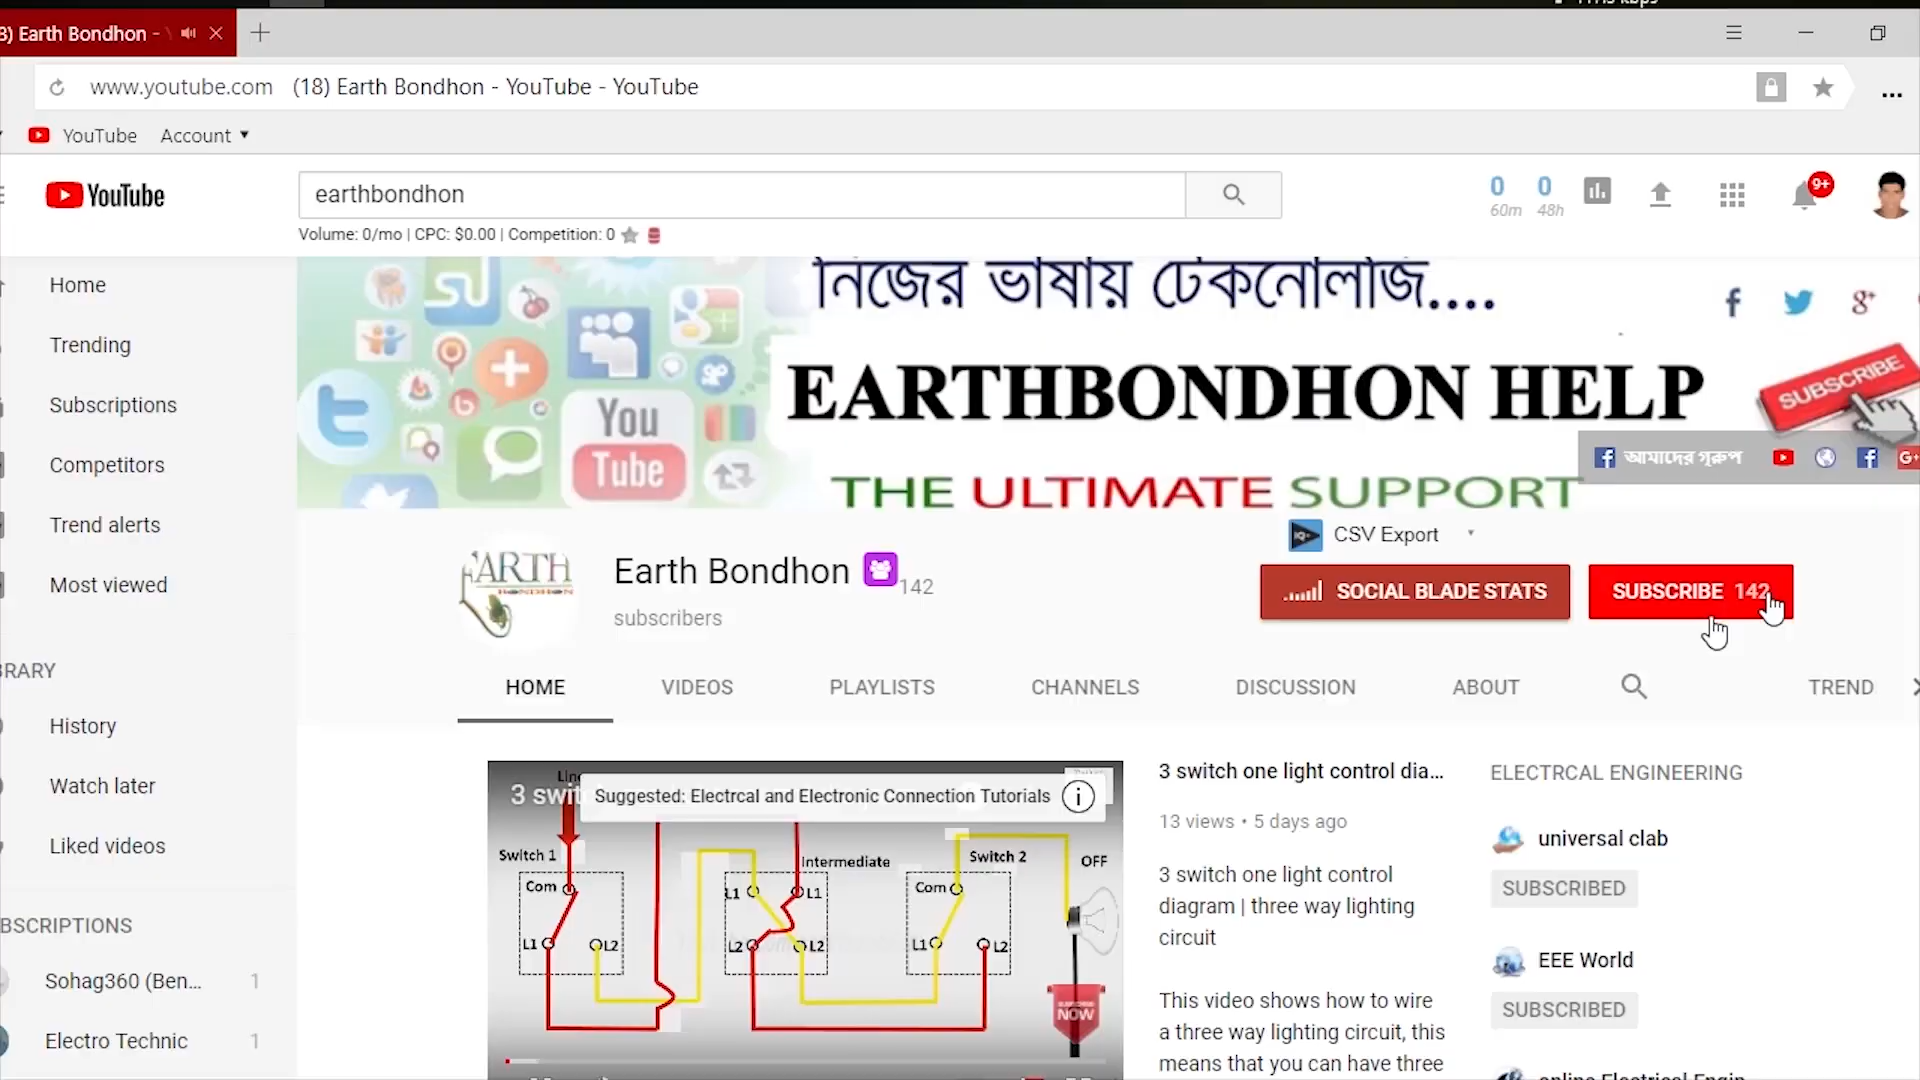 Earth Bondhon -
www.youtube.com (18) Earth Bondhon - YouTube - YouTube
YouTube Account
YouTube
earthbondhon
0 0
60m 48h
9+
Volume: 0/mo | CPC: $0.00 | Competition: 0
Home
Trending
Subscriptions
Competitors
Trend alerts
Most viewed
History
Watch later
Liked videos
Sohag360 (Ben... 1
Electro Technic 1
নিজের ভাষায় টেকনোলজি....
You
Tube
EARTHBONDHON HELP
SUBSCRIBE
আমাদের গ্রুপ
THE ULTIMATE SUPPORT
CSV Export
EARTH
BONDHON
Earth Bondhon
142
subscribers
SOCIAL BLADE STATS
SUBSCRIBE 142
HOME VIDEOS PLAYLISTS CHANNELS DISCUSSION ABOUT TREND
Suggested: Electrcal and Electronic Connection Tutorials
Switch 1
Com
L1 L2
Intermediate
L1 L1
L2 L2
Switch 2
Com
L1 L2
OFF
NOW
3 switch one light control dia...
13 views • 5 days ago
3 switch one light control
diagram | three way lighting
circuit
This video shows how to wire
a three way lighting circuit, this
means that you can have three
ELECTRCAL ENGINEERING
universal clab
SUBSCRIBED
EEE World
SUBSCRIBED